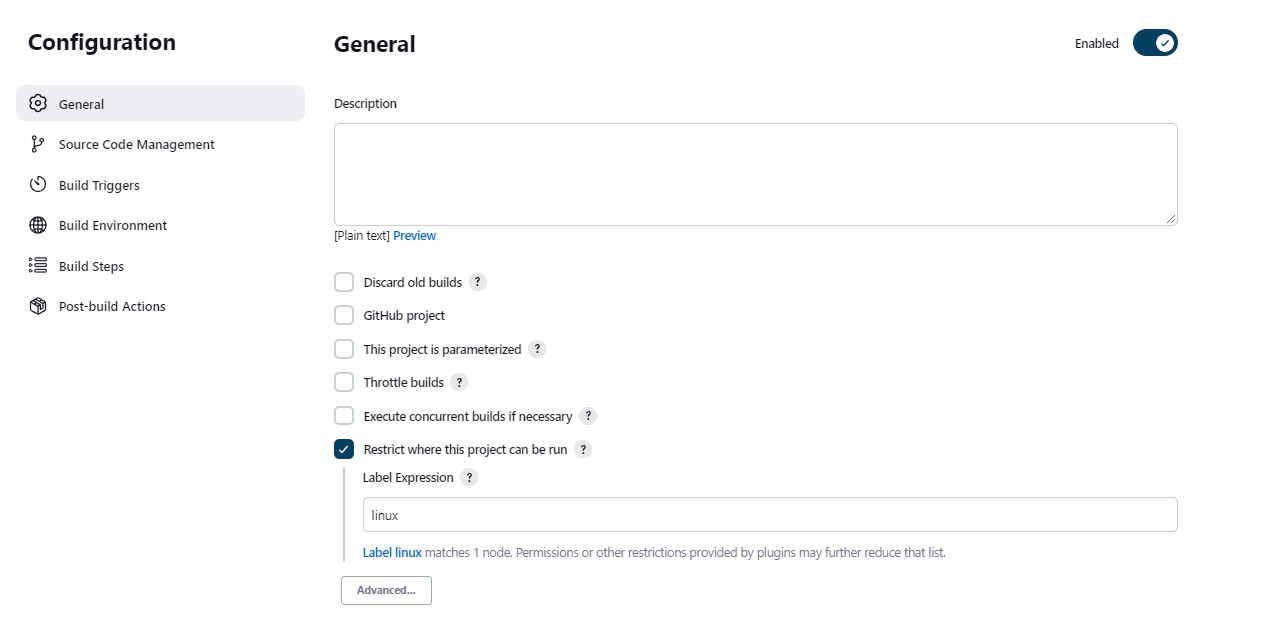 Configuration
General
Source Code Management
Build Triggers
Build Environment
Build Steps
Post-build Actions
General
Enabled
Description
[Plain text] Preview
Discard old builds ?
GitHub project
This project is parameterized ?
Throttle builds ?
Execute concurrent builds if necessary ?
Restrict where this project can be run ?
Label Expression ?
linux
Label linux matches 1 node. Permissions or other restrictions provided by plugins may further reduce that list.
Advanced...